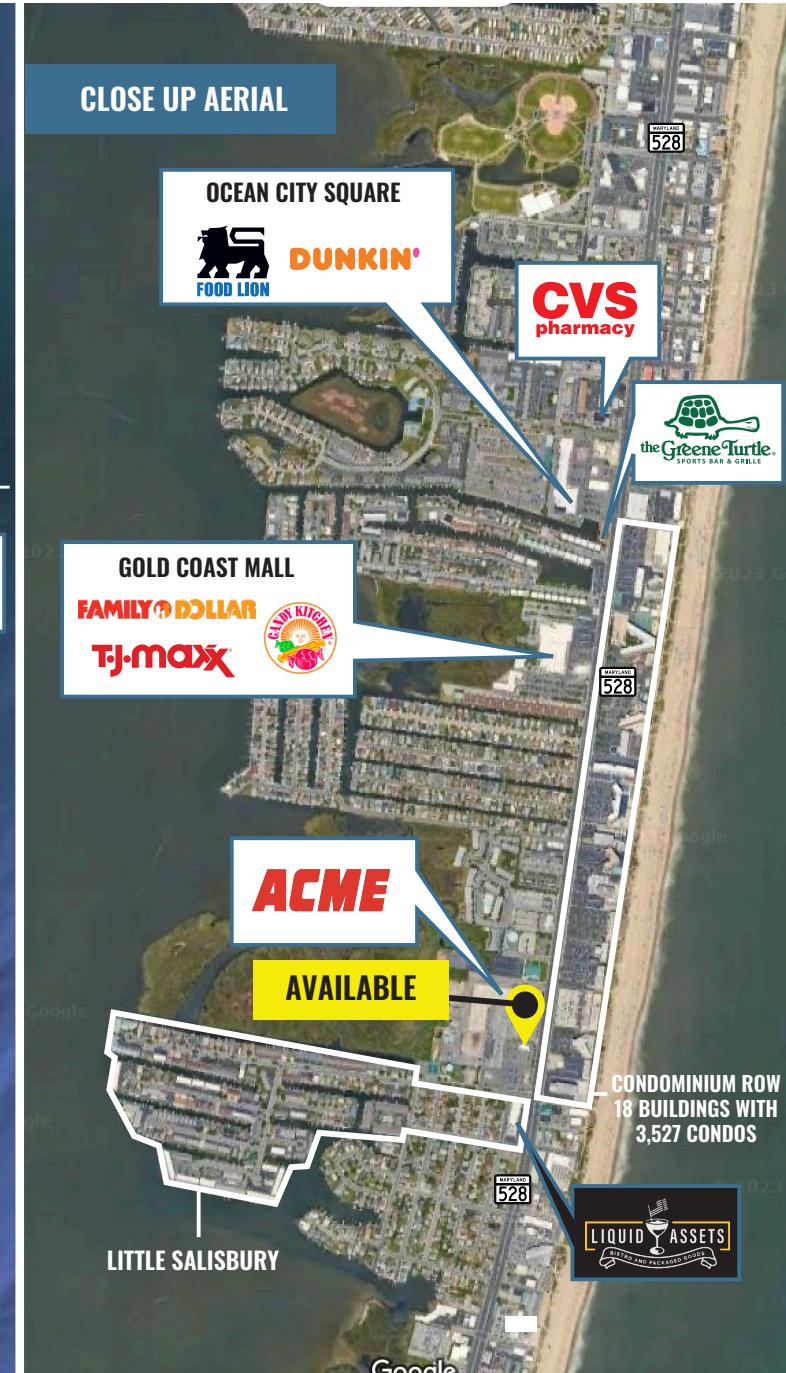 CLOSE UP AERIAL
MARYLAND
528
OCEAN CITY SQUARE
FOOD LION
DUNKIN'
CVS
pharmacy
the Greene Turtle
SPORTS BAR & GRILLE
GOLD COAST MALL
FAMILY DOLLAR
T·J·maxx
CANDY KITCHEN
MARYLAND
528
ACME
AVAILABLE
Google
CONDOMINIUM ROW
18 BUILDINGS WITH
3,527 CONDOS
MARYLAND
528
LIQUID ASSETS
BISTRO AND PACKAGED GOODS
LITTLE SALISBURY
Google